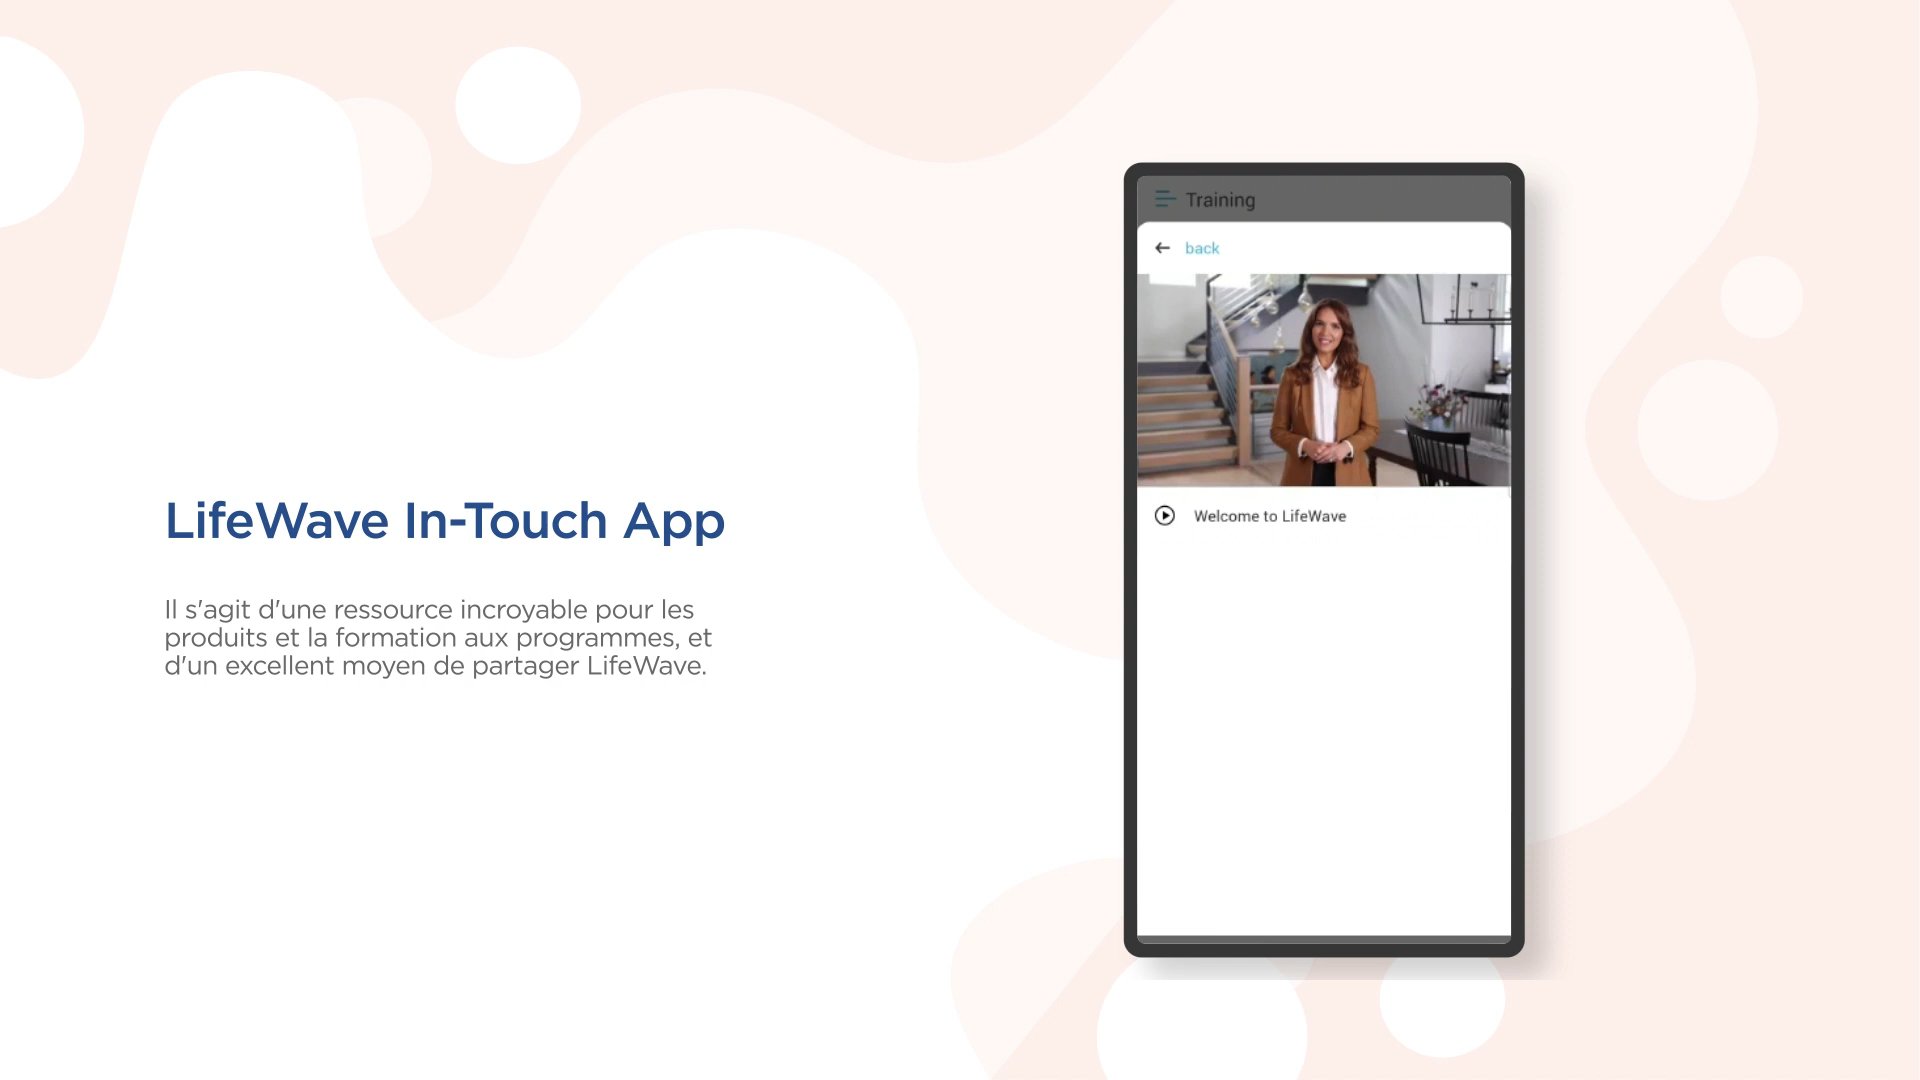 LifeWave In-Touch App
Il s'agit d'une ressource incroyable pour les
produits et la formation aux programmes, et
d'un excellent moyen de partager LifeWave.
Training
back
Welcome to LifeWave